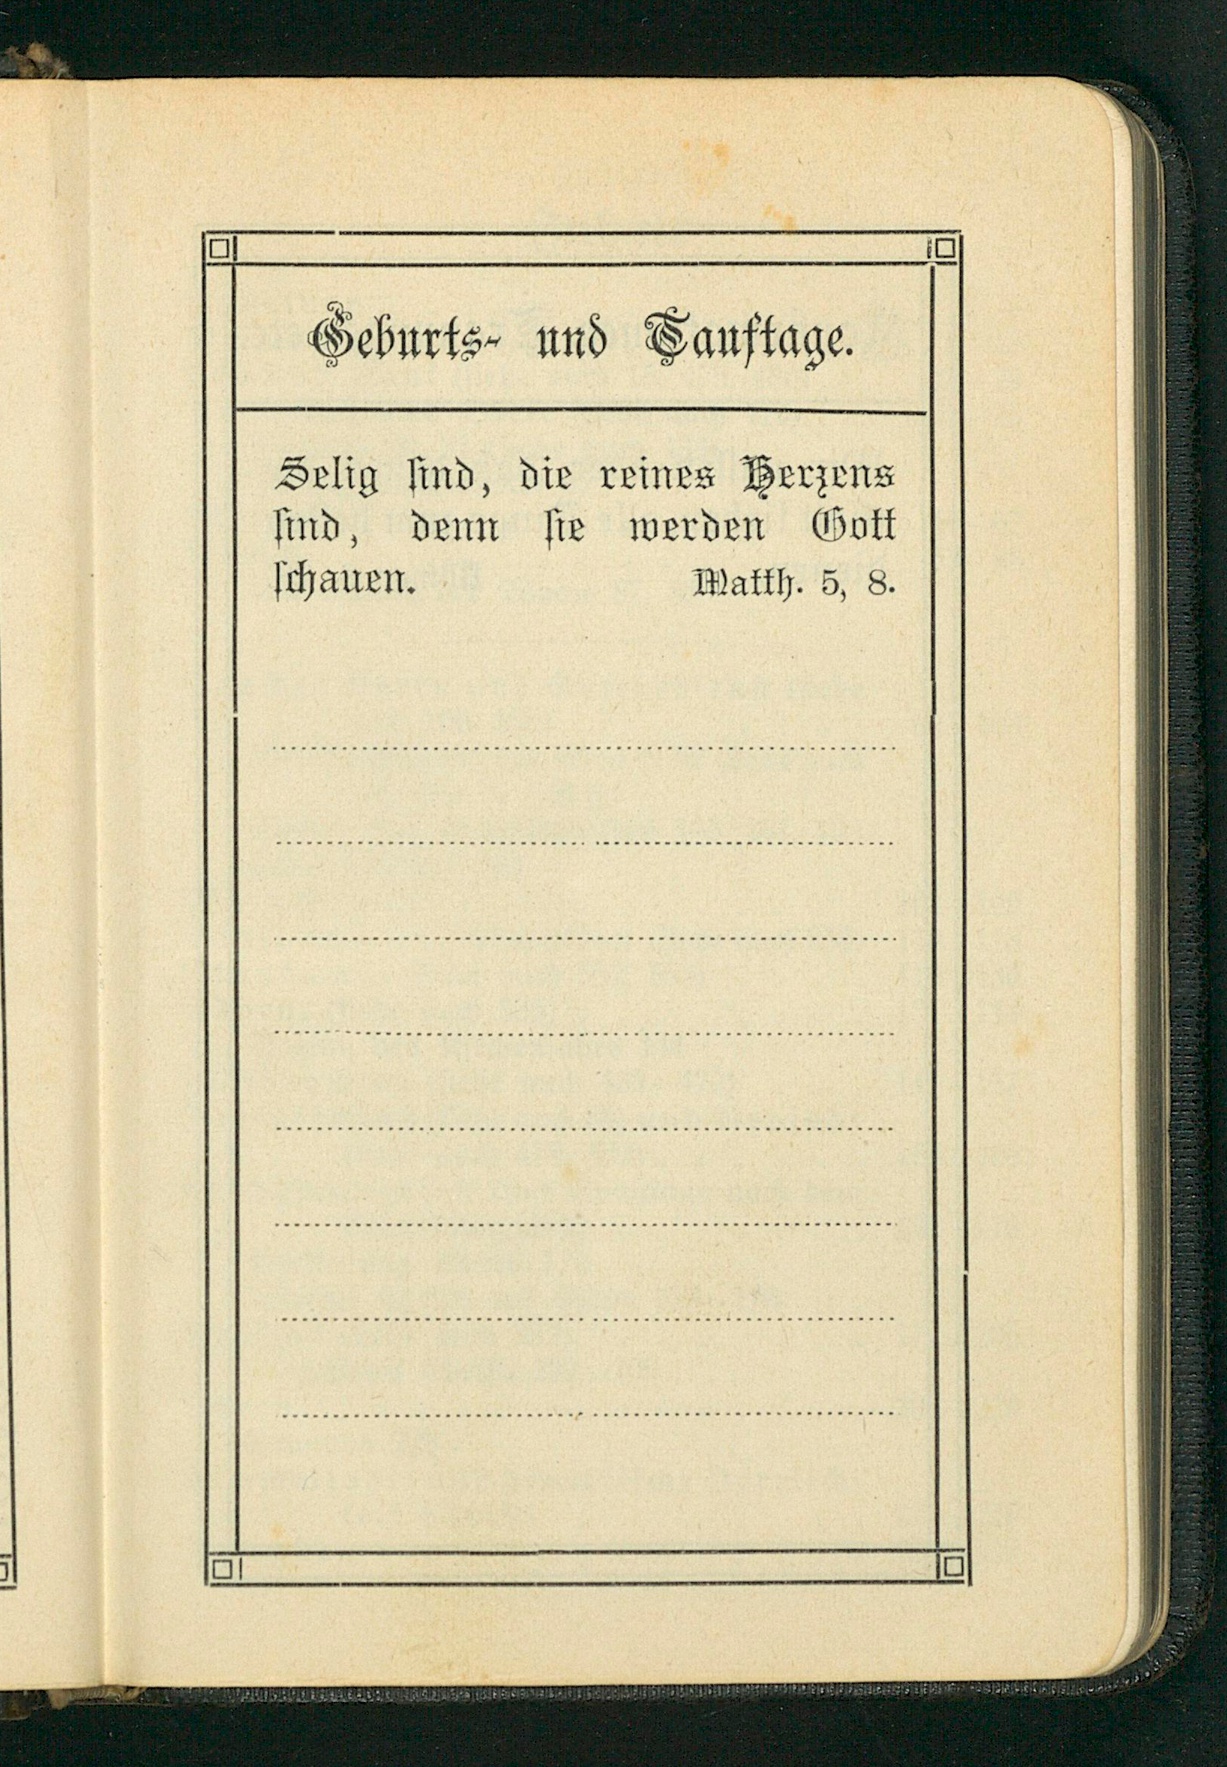 Geburts- und Tauftage.
Selig ſind, die reines Herzens
ſind, denn ſie werden Gott
ſchauen. Matth. 5, 8.